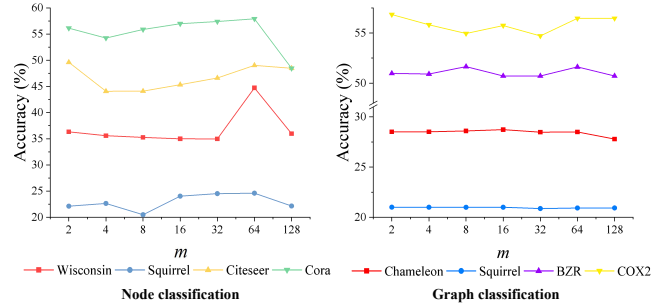 60
55
50
45
40
35
30
25
20
Accuracy (%)
2 4 8 16 32 64 128
m
Wisconsin Squirrel Citeseer Cora
Node classification
55
50
30
25
20
Accuracy (%)
2 4 8 16 32 64 128
m
Chameleon Squirrel BZR COX2
Graph classification